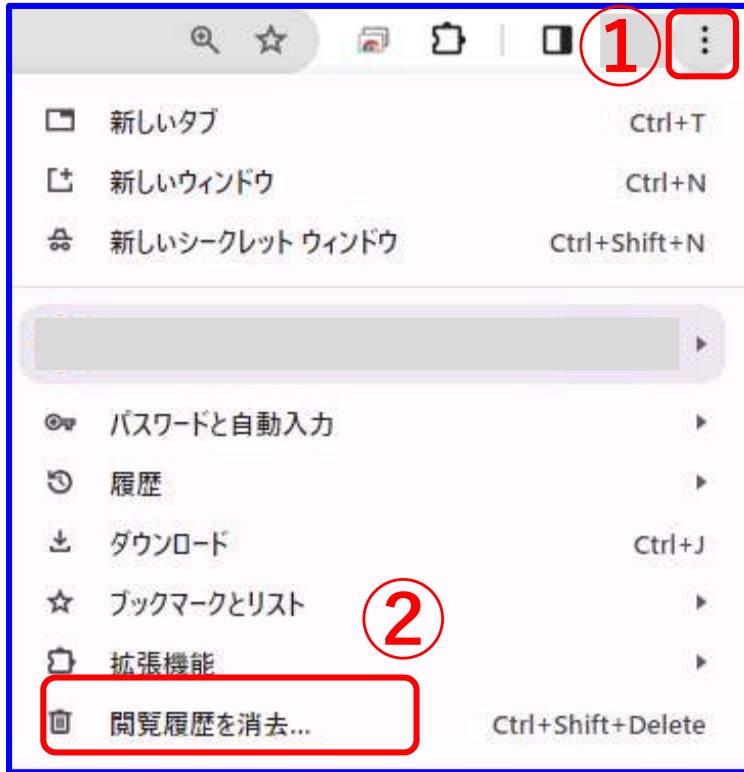 ①
新しいタブ Ctrl+T
新しいウィンドウ Ctrl+N
新しいシークレット ウィンドウ Ctrl+Shift+N
パスワードと自動入力
履歴
ダウンロード Ctrl+J
ブックマークとリスト
②
拡張機能
閲覧履歴を消去... Ctrl+Shift+Delete